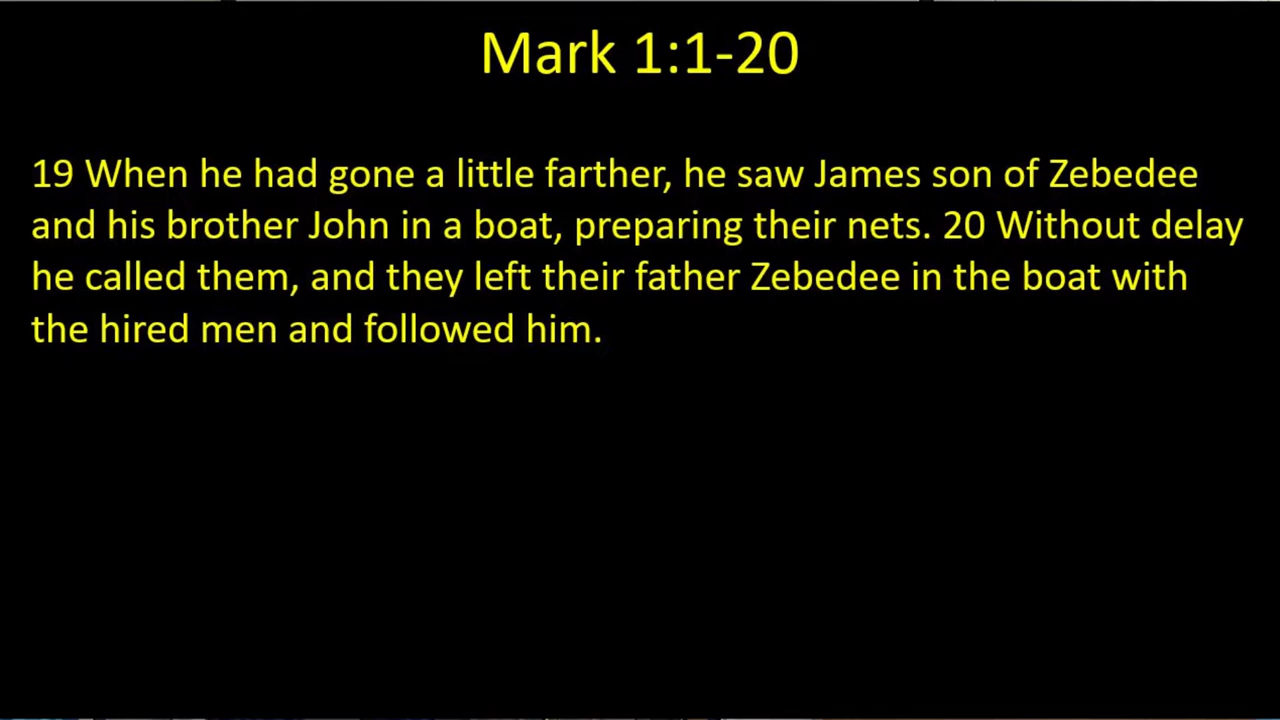 Mark 1:1-20
19 When he had gone a little farther, he saw James son of Zebedee
and his brother John in a boat, preparing their nets. 20 Without delay
he called them, and they left their father Zebedee in the boat with
the hired men and followed him.